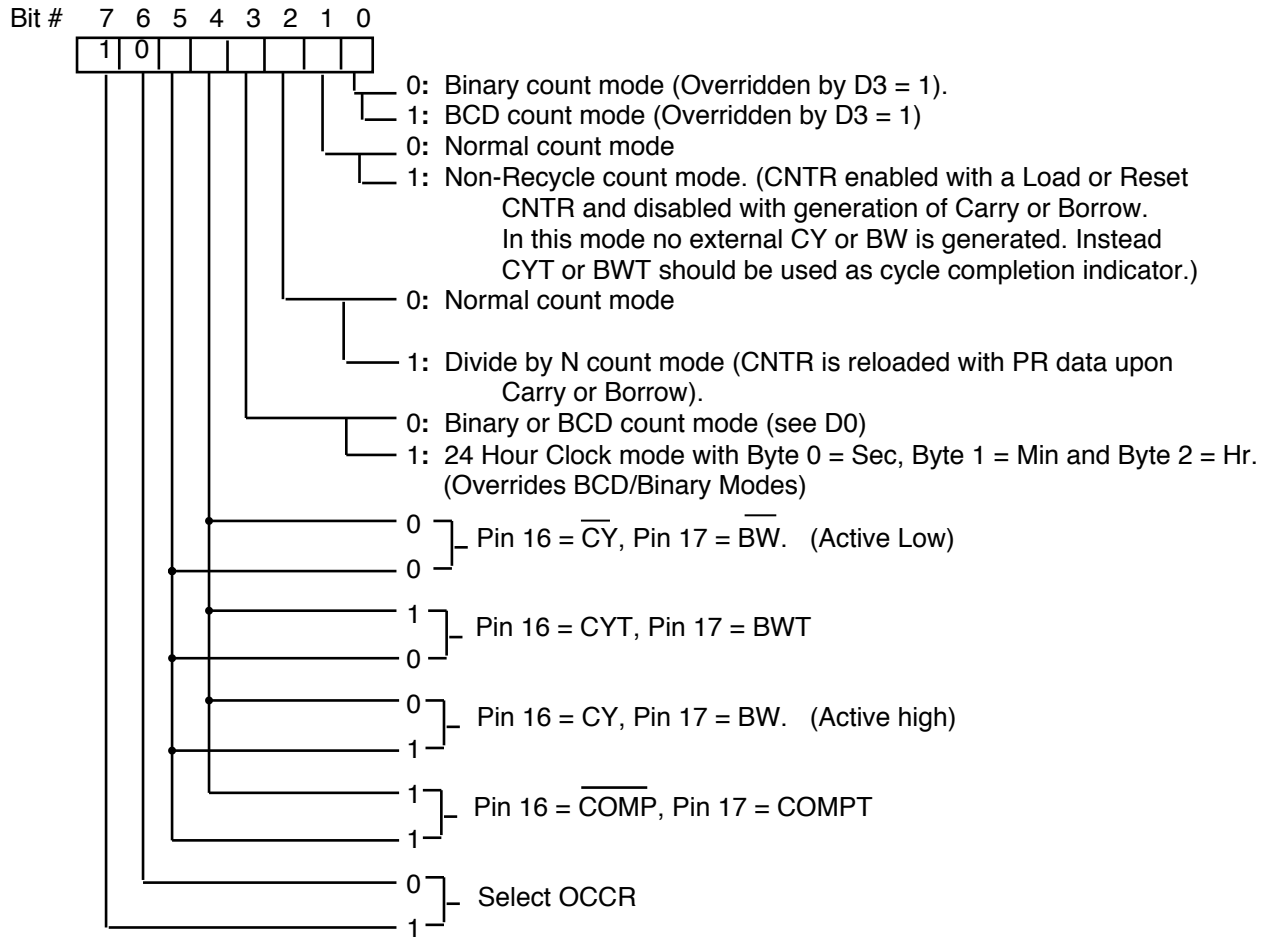 Bit # 7 6 5 4 3 2 1 0
1 0
0: Binary count mode (Overridden by D3 = 1).
1: BCD count mode (Overridden by D3 = 1)
0: Normal count mode
1: Non-Recycle count mode. (CNTR enabled with a Load or Reset
CNTR and disabled with generation of Carry or Borrow.
In this mode no external CY or BW is generated. Instead
CYT or BWT should be used as cycle completion indicator.)
0: Normal count mode
1: Divide by N count mode (CNTR is reloaded with PR data upon
Carry or Borrow).
0: Binary or BCD count mode (see D0)
1: 24 Hour Clock mode with Byte 0 = Sec, Byte 1 = Min and Byte 2 = Hr.
(Overrides BCD/Binary Modes)
0
Pin 16 = C̅Y̅, Pin 17 = B̅W̅. (Active Low)
0
1
Pin 16 = CYT, Pin 17 = BWT
0
0
Pin 16 = CY, Pin 17 = BW. (Active high)
1
1
Pin 16 = C̅O̅M̅P̅, Pin 17 = COMPT
1
0
Select OCCR
1